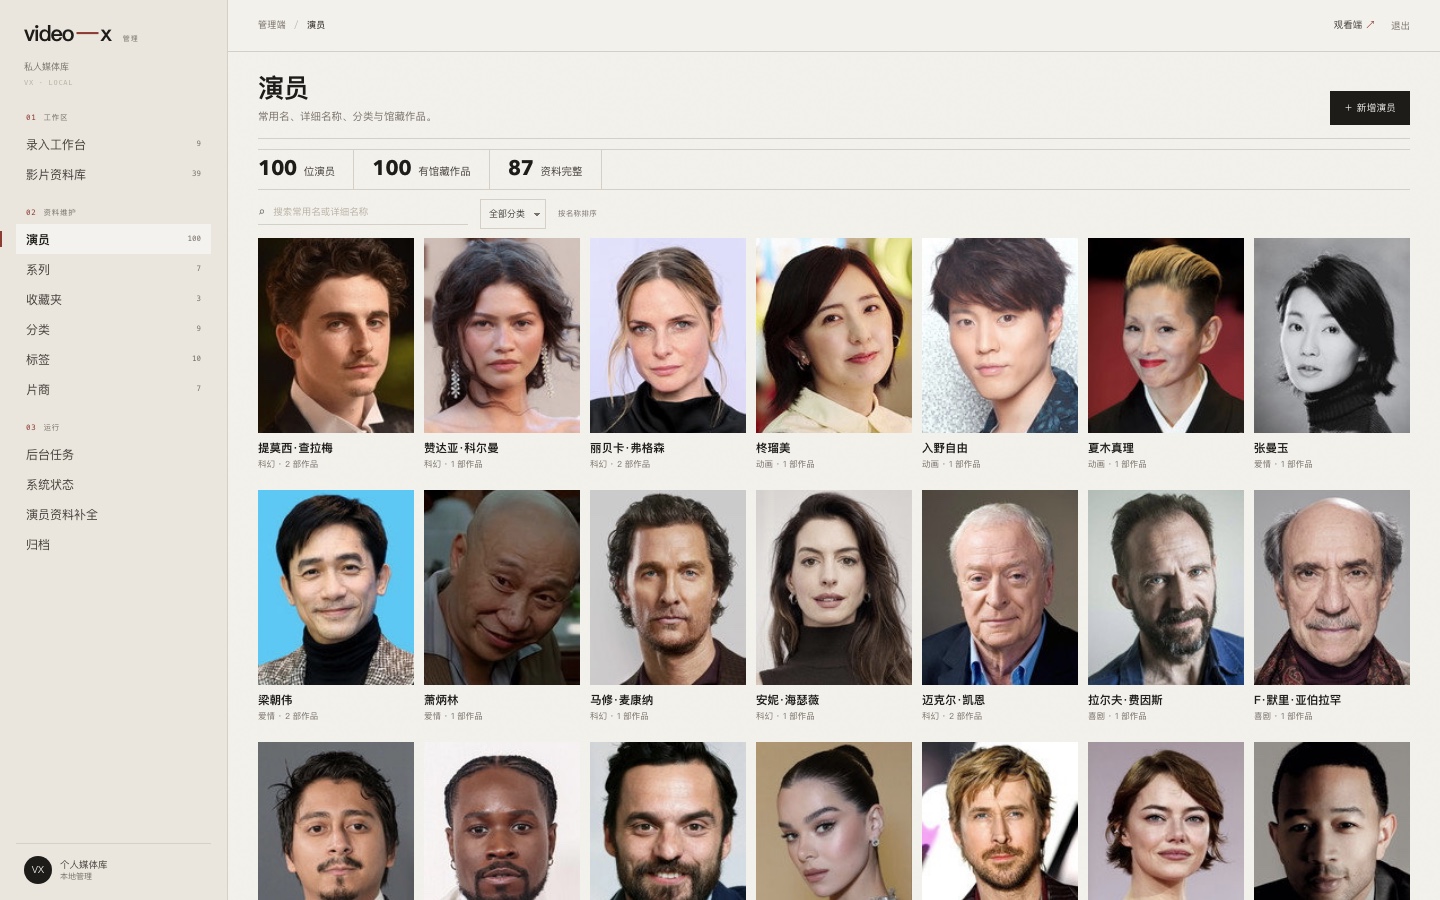 video—x 管理
私人媒体库
VX · LOCAL
01 工作区
录入工作台 9
影片资料库 39
02 资料维护
演员 100
系列 7
收藏夹 3
分类 9
标签 10
片商 7
03 运行
后台任务
系统状态
演员资料补全
归档
VX
个人媒体库
本地管理
管理端 / 演员
观看端 ↗ 退出
演员
常用名、详细名称、分类与馆藏作品。
+ 新增演员
100 位演员 100 有馆藏作品 87 资料完整
搜索常用名或详细名称 全部分类 按名称排序
提莫西·查拉梅
科幻 · 2 部作品
赞达亚·科尔曼
科幻 · 1 部作品
丽贝卡·弗格森
科幻 · 2 部作品
柊瑠美
动画 · 1 部作品
入野自由
动画 · 1 部作品
夏木真理
动画 · 1 部作品
张曼玉
爱情 · 1 部作品
梁朝伟
爱情 · 2 部作品
萧炳林
爱情 · 1 部作品
马修·麦康纳
科幻 · 1 部作品
安妮·海瑟薇
科幻 · 1 部作品
迈克尔·凯恩
科幻 · 2 部作品
拉尔夫·费因斯
喜剧 · 1 部作品
F·默里·亚伯拉罕
喜剧 · 1 部作品